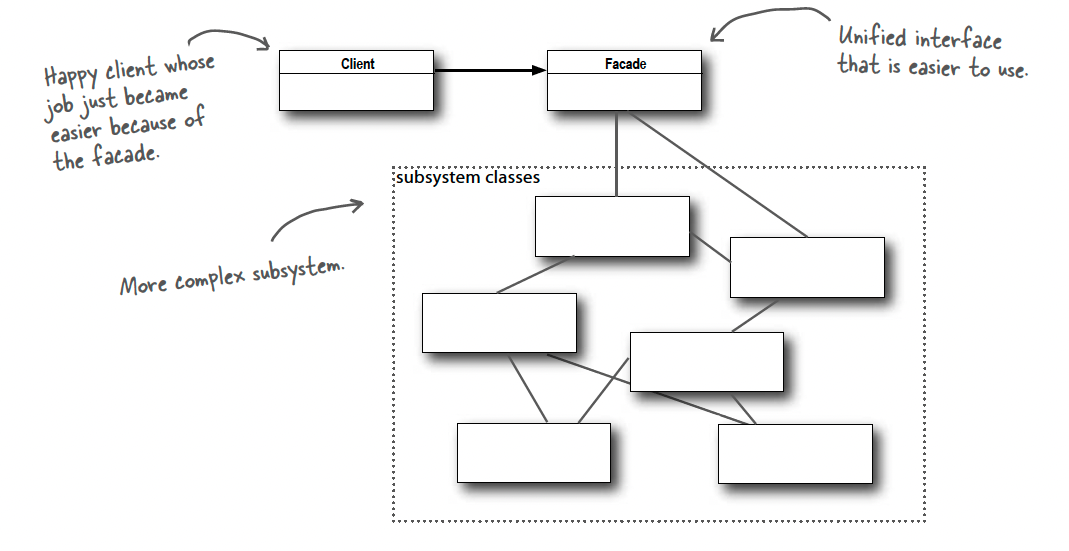 Happy client whose
job just became
easier because of
the facade.
Client
Facade
Unified interface
that is easier to use.
subsystem classes
More complex subsystem.